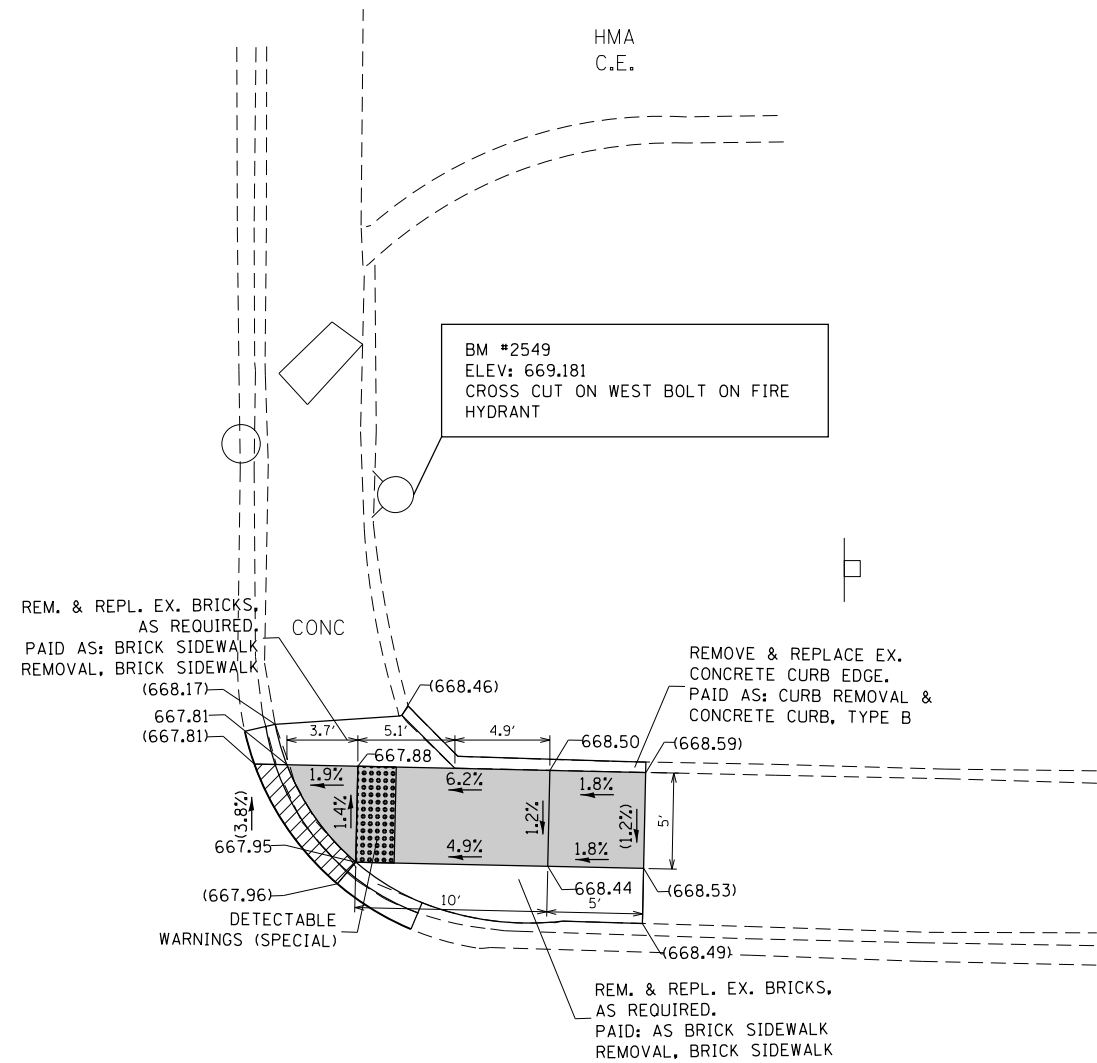 HMA
C.E.
BM #2549
ELEV: 669.181
CROSS CUT ON WEST BOLT ON FIRE
HYDRANT
REM. & REPL. EX. BRICKS,
AS REQUIRED.
PAID AS: BRICK SIDEWALK
REMOVAL, BRICK SIDEWALK
CONC
REMOVE & REPLACE EX.
CONCRETE CURB EDGE.
PAID AS: CURB REMOVAL &
CONCRETE CURB, TYPE B
(668.17)
(668.46)
667.81
(667.81)
3.7'
5.1'
4.9'
667.88
668.50
(668.59)
1.9%
6.2%
1.8%
(3.8%)
1.4%
1.2%
(1.2%)
5'
667.95
4.9%
1.8%
(667.96)
10'
668.44
5'
(668.53)
DETECTABLE
WARNINGS (SPECIAL)
(668.49)
REM. & REPL. EX. BRICKS,
AS REQUIRED.
PAID: AS BRICK SIDEWALK
REMOVAL, BRICK SIDEWALK